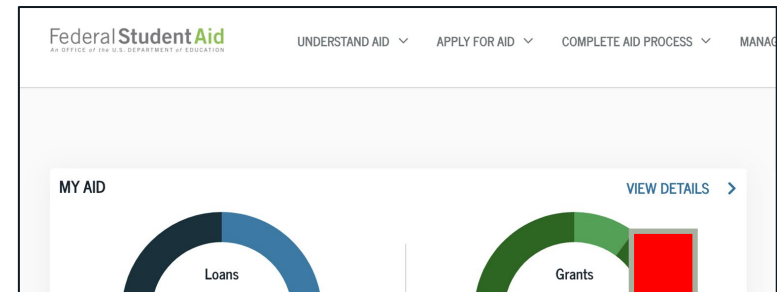 Federal Student Aid
An OFFICE of the U.S. DEPARTMENT of EDUCATION
UNDERSTAND AID
APPLY FOR AID
COMPLETE AID PROCESS
MANAG
MY AID
VIEW DETAILS
Loans
Grants